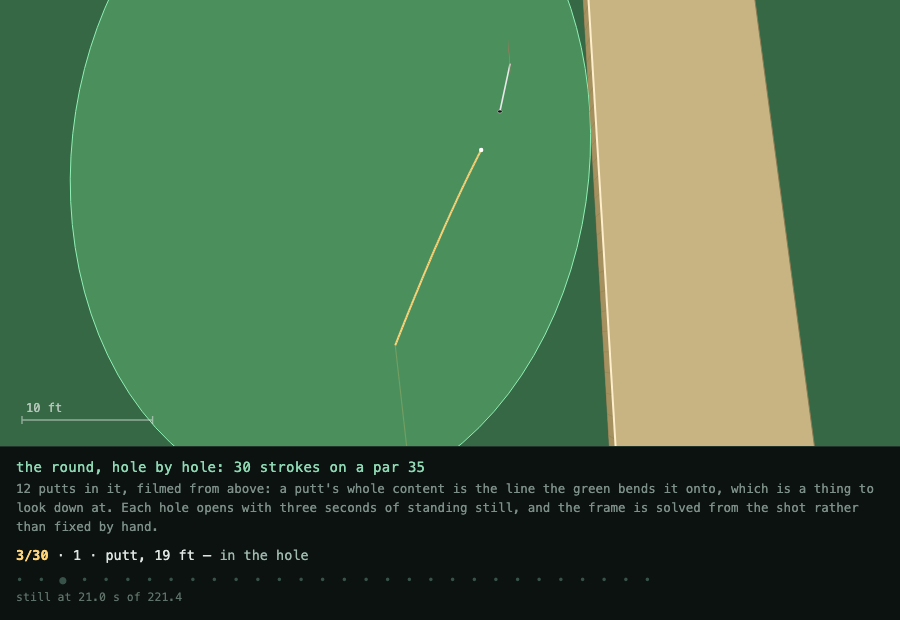 10 ft
the round, hole by hole: 30 strokes on a par 35
12 putts in it, filmed from above: a putt's whole content is the line the green bends it onto, which is a thing to
look down at. Each hole opens with three seconds of standing still, and the frame is solved from the shot rather
than fixed by hand.
3/30 · 1 · putt, 19 ft — in the hole
still at 21.0 s of 221.4